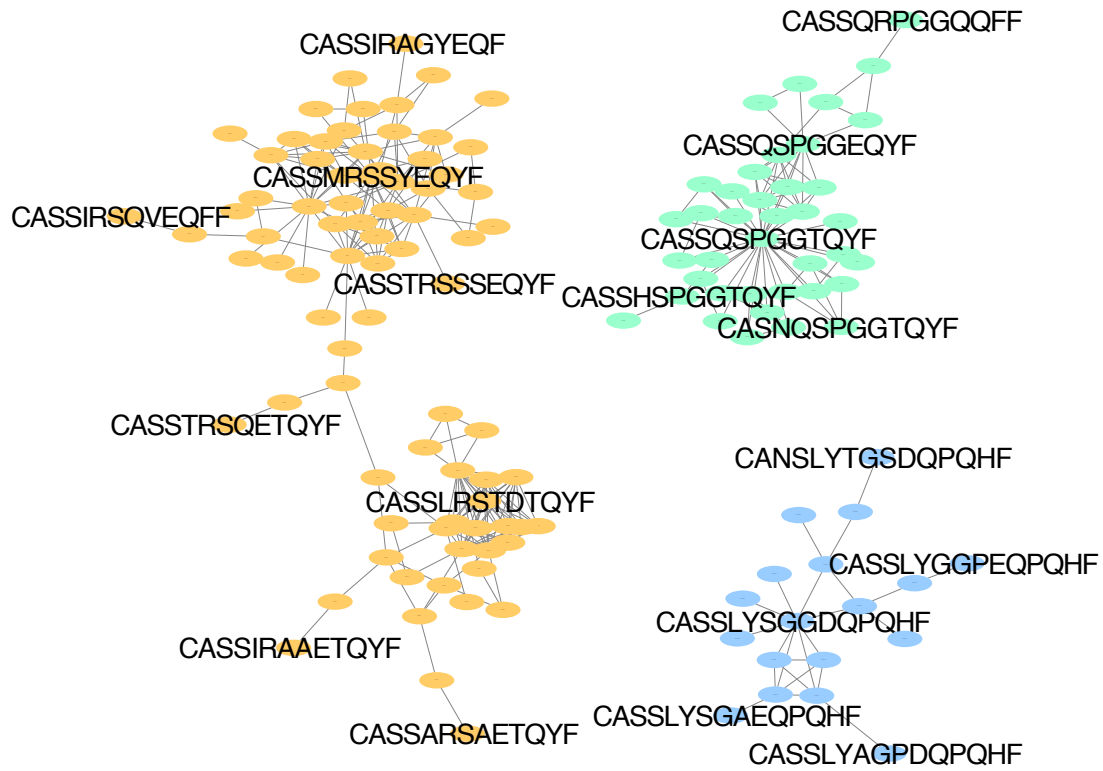 CASSIRAGYEQF
CASSMRSSYEQYF
CASSIRSQVEQFF
CASSTRSSSEQYF
CASSTRSQETQYF
CASSLRSTDTQYF
CASSIRAAETQYF
CASSARSAETQYF
CASSQRPGGQQFF
CASSQSPGGEQYF
CASSQSPGGTQYF
CASSHSPGGTQYF
CASNQSPGGTQYF
CANSLYTGSDQPQHF
CASSLYGGPEQPQHF
CASSLYSGGDQPQHF
CASSLYSGAEQPQHF
CASSLYAGPDQPQHF